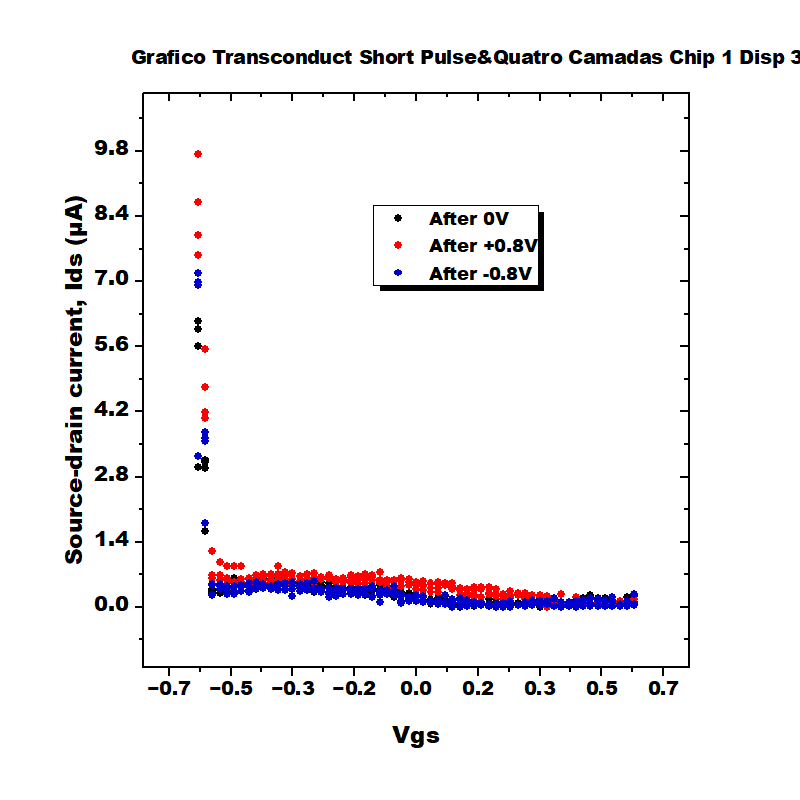 Grafico Transconduct Short Pulse&Quatro Camadas Chip 1 Disp 3
Source-drain current, Ids (μA)
9.8
8.4
7.0
5.6
4.2
2.8
1.4
0.0
After 0V
After +0.8V
After -0.8V
−0.7 −0.5 −0.3 −0.2 0.0 0.2 0.3 0.5 0.7
Vgs